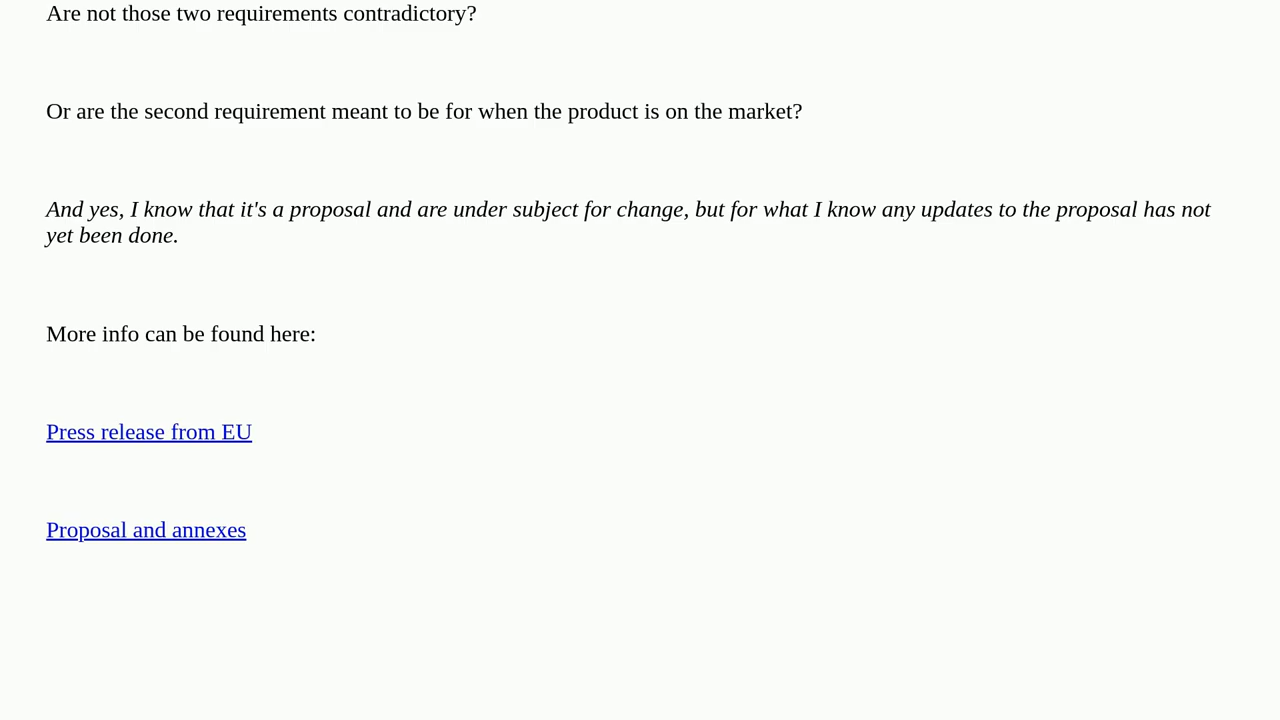 Are not those two requirements contradictory?
Or are the second requirement meant to be for when the product is on the market?
And yes, I know that it's a proposal and are under subject for change, but for what I know any updates to the proposal has not
yet been done.
More info can be found here:
Press release from EU
Proposal and annexes